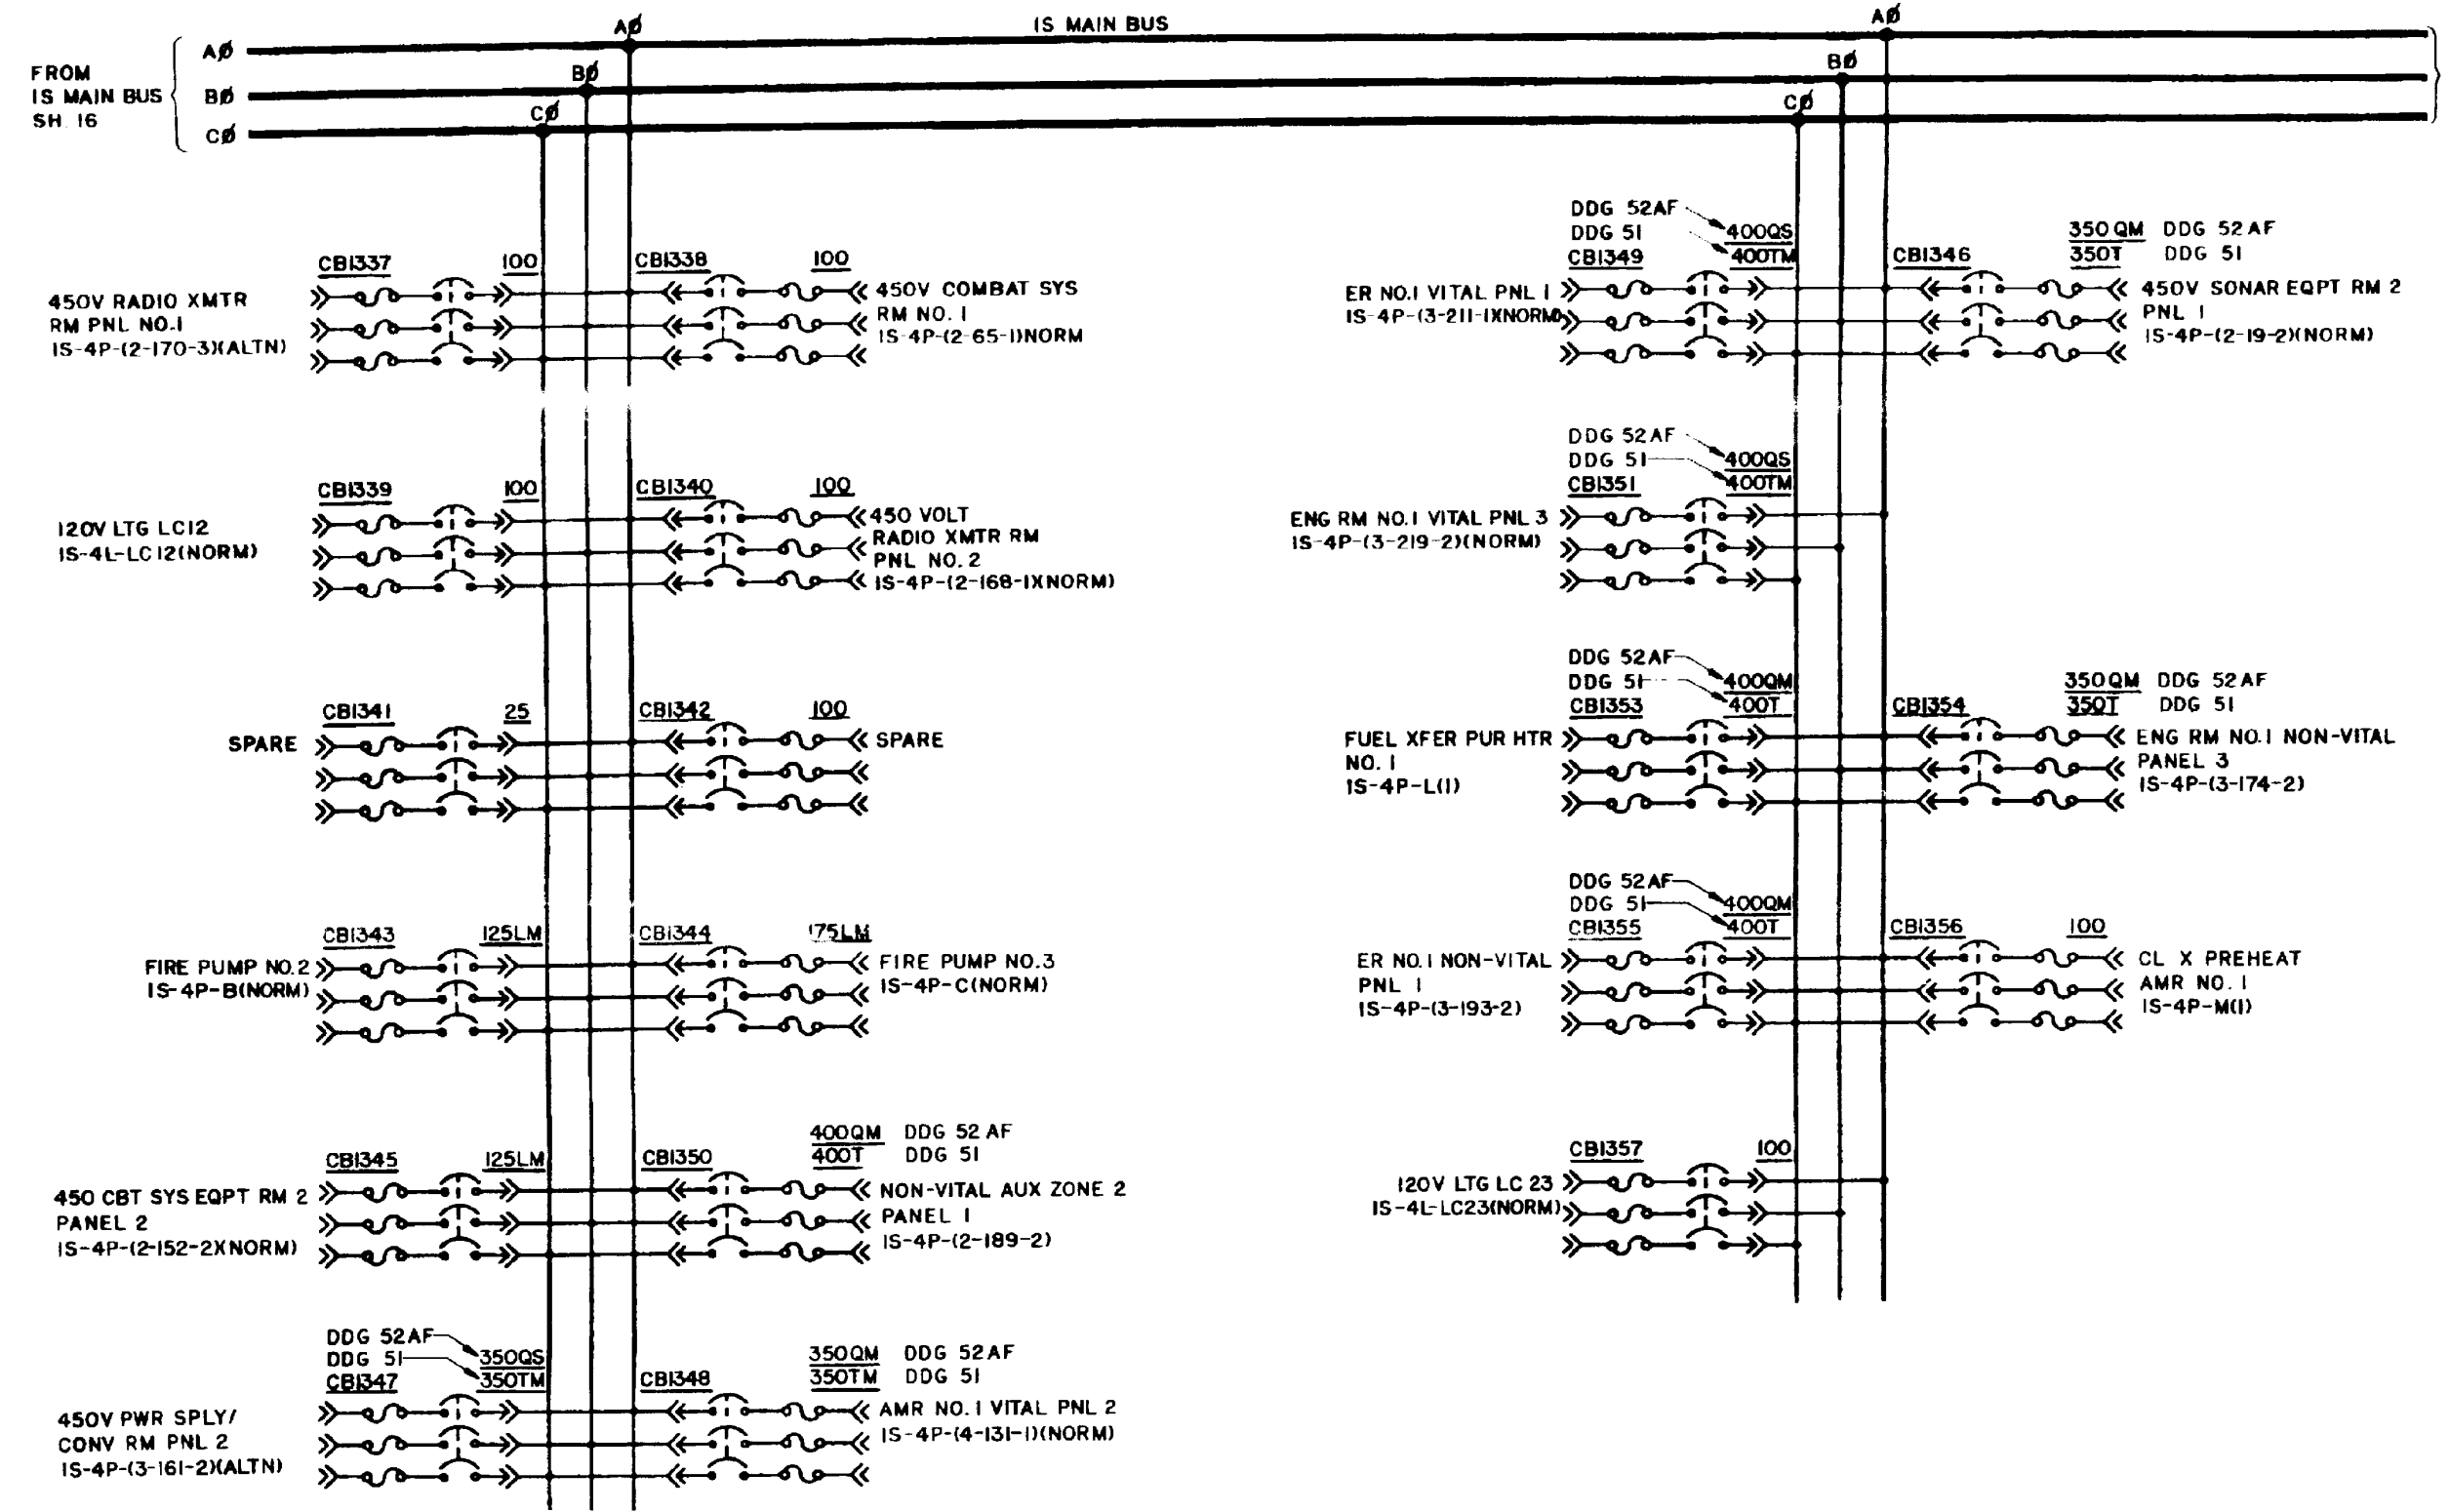 AØ
IS MAIN BUS
AØ
FROM
IS MAIN BUS
SH. 16
AØ
BØ
CØ
BØ
BØ
CØ
CØ
CB1337
100
CB1338
100
450V RADIO XMTR
RM PNL NO.1
IS-4P-(2-170-3)(ALTN)
450V COMBAT SYS
RM NO. 1
IS-4P-(2-65-1)NORM
CB1339
100
CB1340
100
120V LTG LC12
IS-4L-LC12(NORM)
450 VOLT
RADIO XMTR RM
PNL NO. 2
IS-4P-(2-168-1)(NORM)
CB1341
25
CB1342
100
SPARE
SPARE
CB1343
125LM
CB1344
175LM
FIRE PUMP NO.2
IS-4P-B(NORM)
FIRE PUMP NO.3
IS-4P-C(NORM)
CB1345
125LM
CB1350
400QM DDG 52 AF
400T DDG 51
450 CBT SYS EQPT RM 2
PANEL 2
IS-4P-(2-152-2)(NORM)
NON-VITAL AUX ZONE 2
PANEL 1
IS-4P-(2-189-2)
DDG 52AF
DDG 51
350QS
CB1347
350TM
CB1348
350QM DDG 52AF
350TM DDG 51
450V PWR SPLY/
CONV RM PNL 2
IS-4P-(3-161-2)(ALTN)
AMR NO. 1 VITAL PNL 2
IS-4P-(4-131-1)(NORM)
DDG 52AF
DDG 51
400QS
CB1349
400TM
CB1346
350QM DDG 52AF
350T DDG 51
ER NO.1 VITAL PNL 1
IS-4P-(3-211-1)(NORM)
450V SONAR EQPT RM 2
PNL 1
IS-4P-(2-19-2)(NORM)
DDG 52AF
DDG 51
400QS
400TM
CB1351
ENG RM NO.1 VITAL PNL 3
IS-4P-(3-219-2)(NORM)
DDG 52AF
DDG 51
400QM
CB1353
400T
CB1354
350QM DDG 52AF
350T DDG 51
FUEL XFER PUR HTR
NO. 1
IS-4P-L(1)
ENG RM NO.1 NON-VITAL
PANEL 3
IS-4P-(3-174-2)
DDG 52AF
DDG 51
400QM
CB1355
400T
CB1356
100
ER NO.1 NON-VITAL
PNL 1
IS-4P-(3-193-2)
CL X PREHEAT
AMR NO. 1
IS-4P-M(1)
CB1357
100
120V LTG LC 23
IS-4L-LC23(NORM)